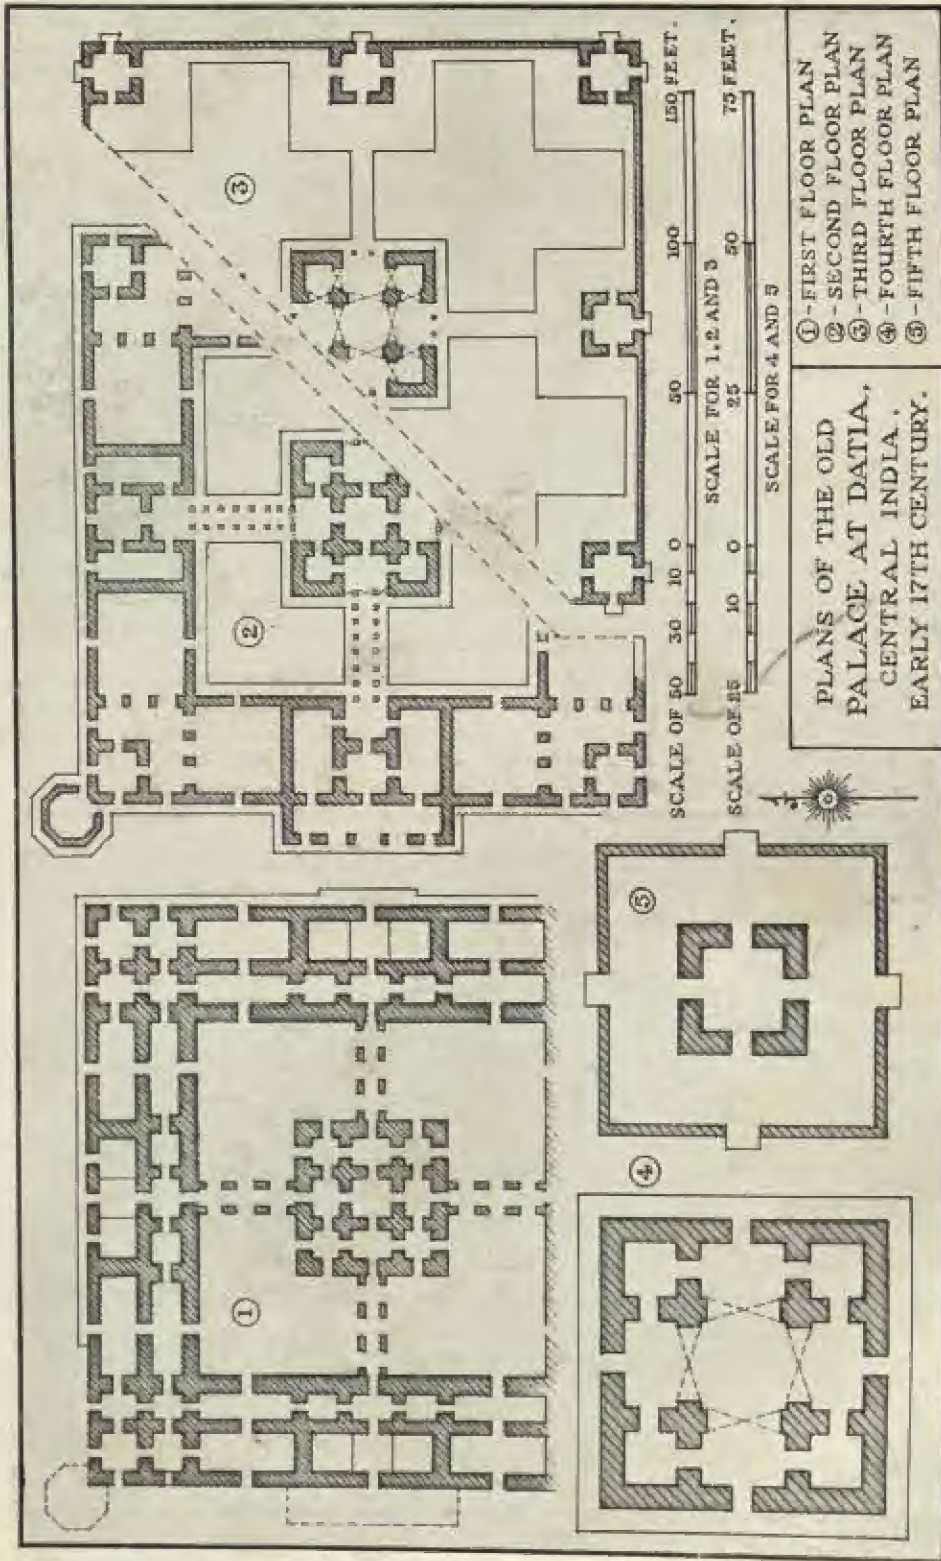 ①
②
③
④
⑤
SCALE OF 50 30 10 0 50 100 150 FEET.
SCALE FOR 1.2 AND 3
SCALE OF 25 10 0 25 50 75 FEET.
SCALE FOR 4 AND 5
PLANS OF THE OLD
PALACE AT DATIA,
CENTRAL INDIA.
EARLY 17TH CENTURY.
①-FIRST FLOOR PLAN
②-SECOND FLOOR PLAN
③-THIRD FLOOR PLAN
④-FOURTH FLOOR PLAN
⑤-FIFTH FLOOR PLAN